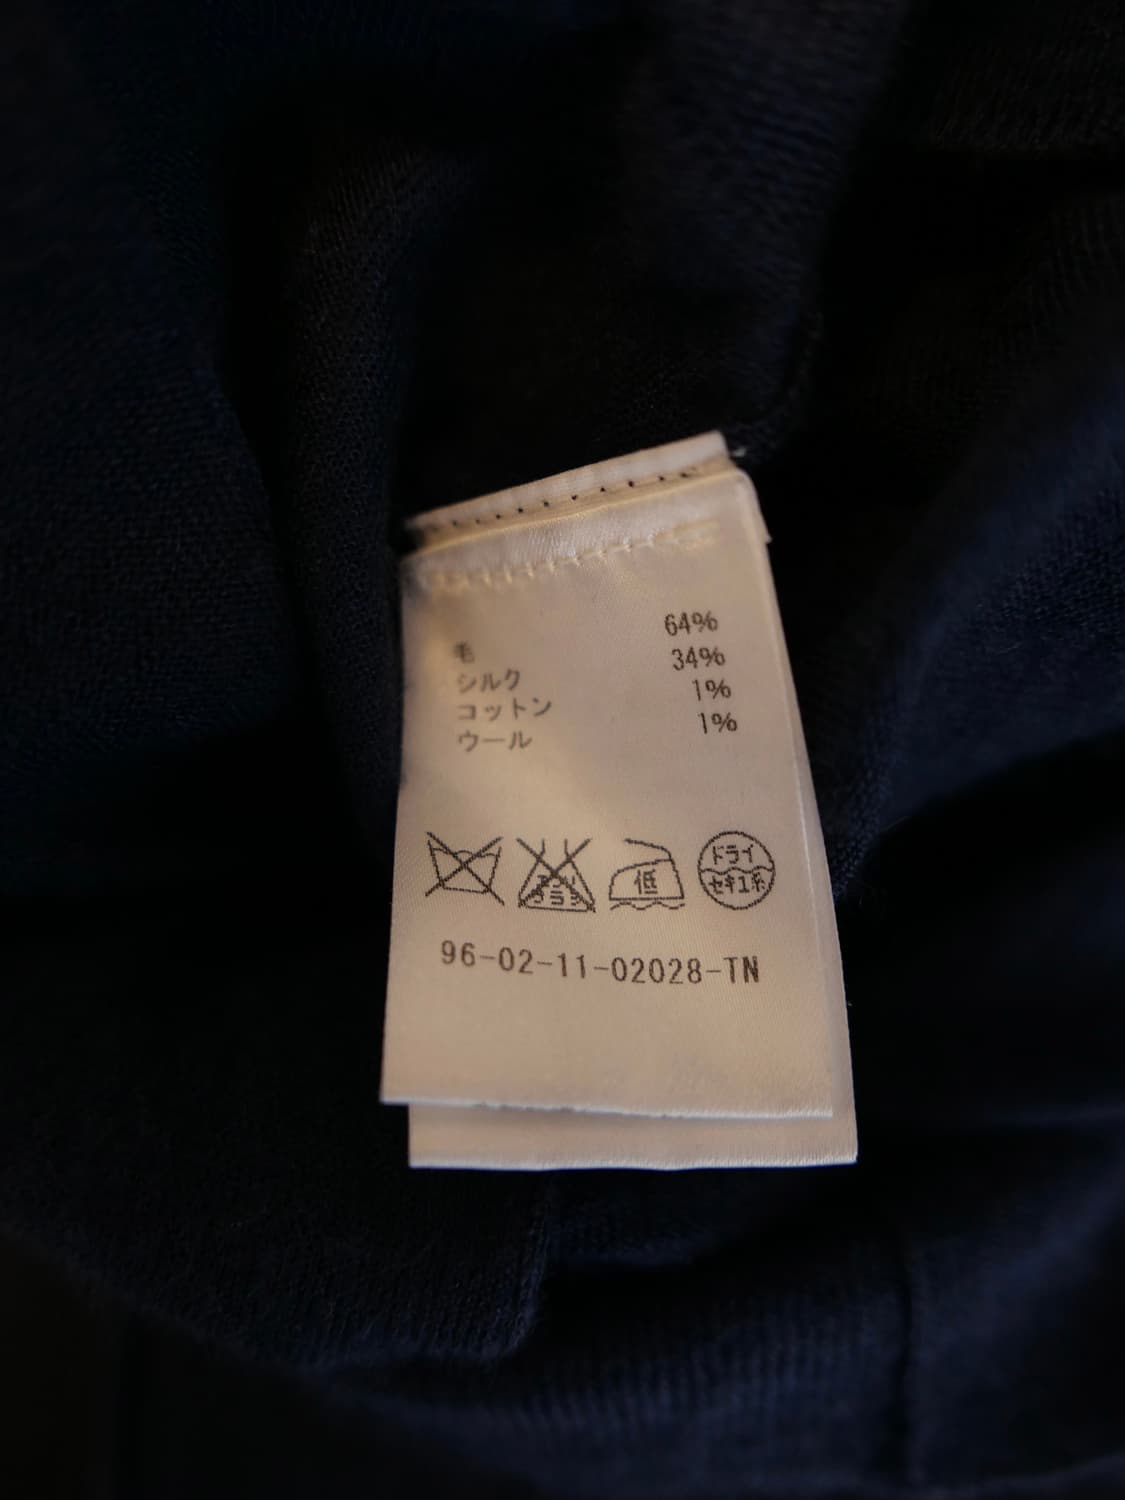 毛 64%
シルク 34%
コットン 1%
ウール 1%
低
ドライ
セキユ系
96-02-11-02028-TN